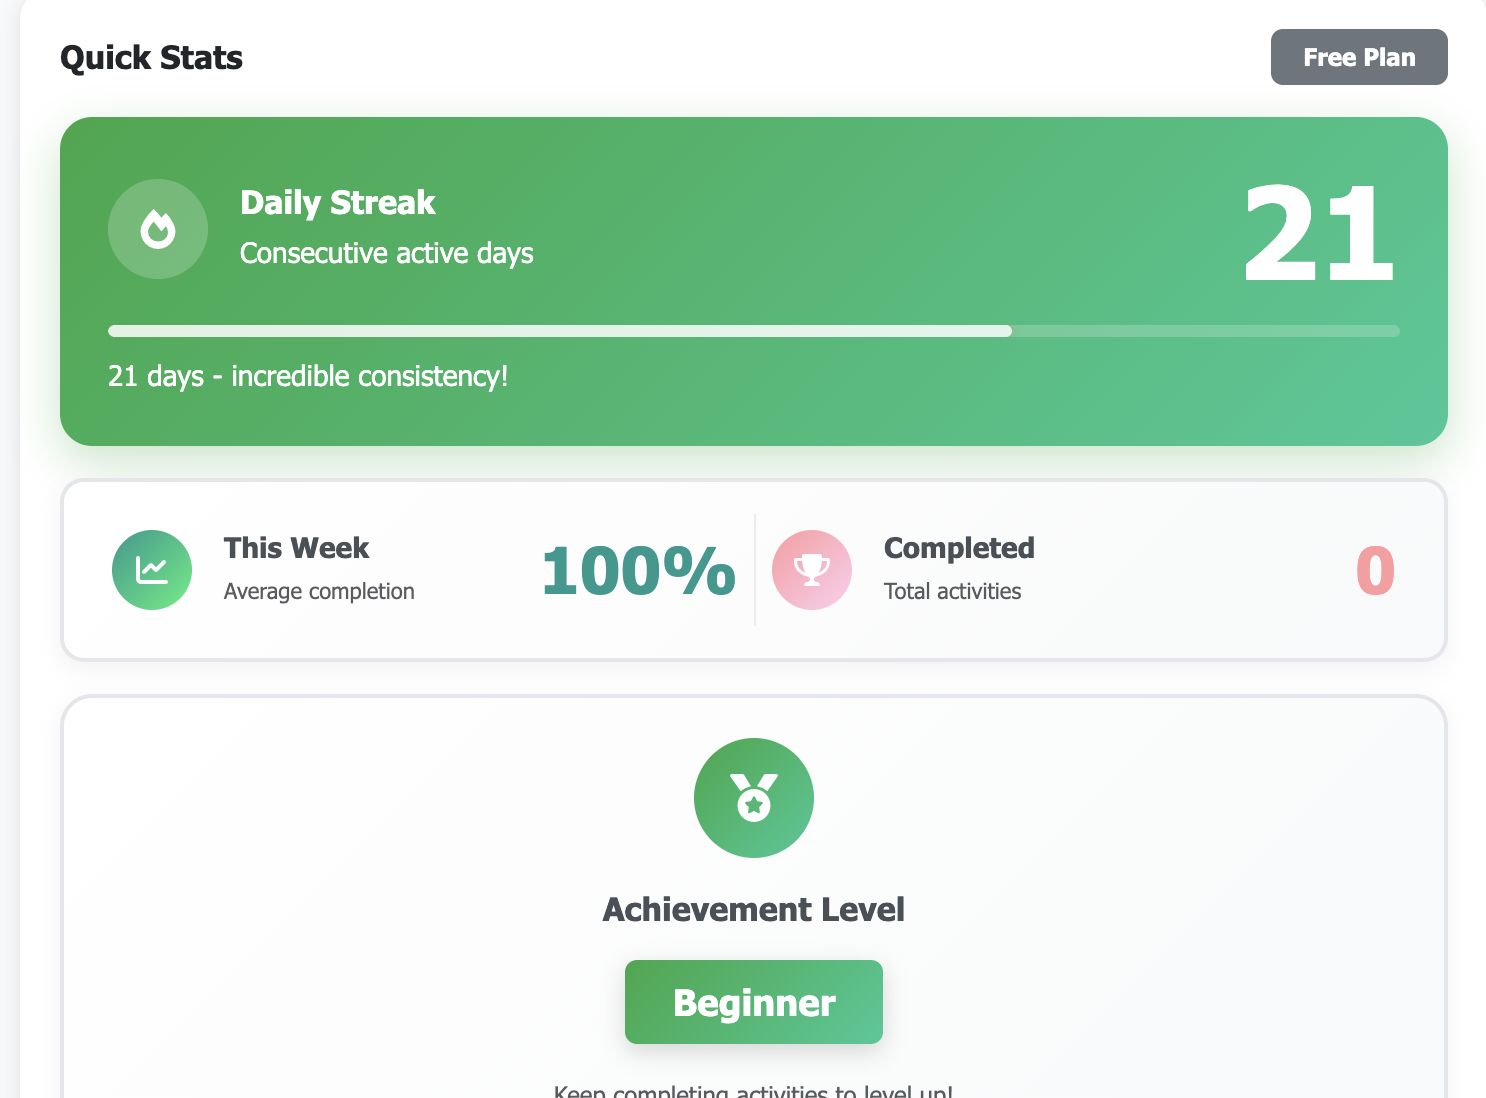 Quick Stats
Free Plan
Daily Streak
Consecutive active days
21
21 days - incredible consistency!
This Week
Average completion
100%
Completed
Total activities
0
Achievement Level
Beginner
Keep completing activities to level up!